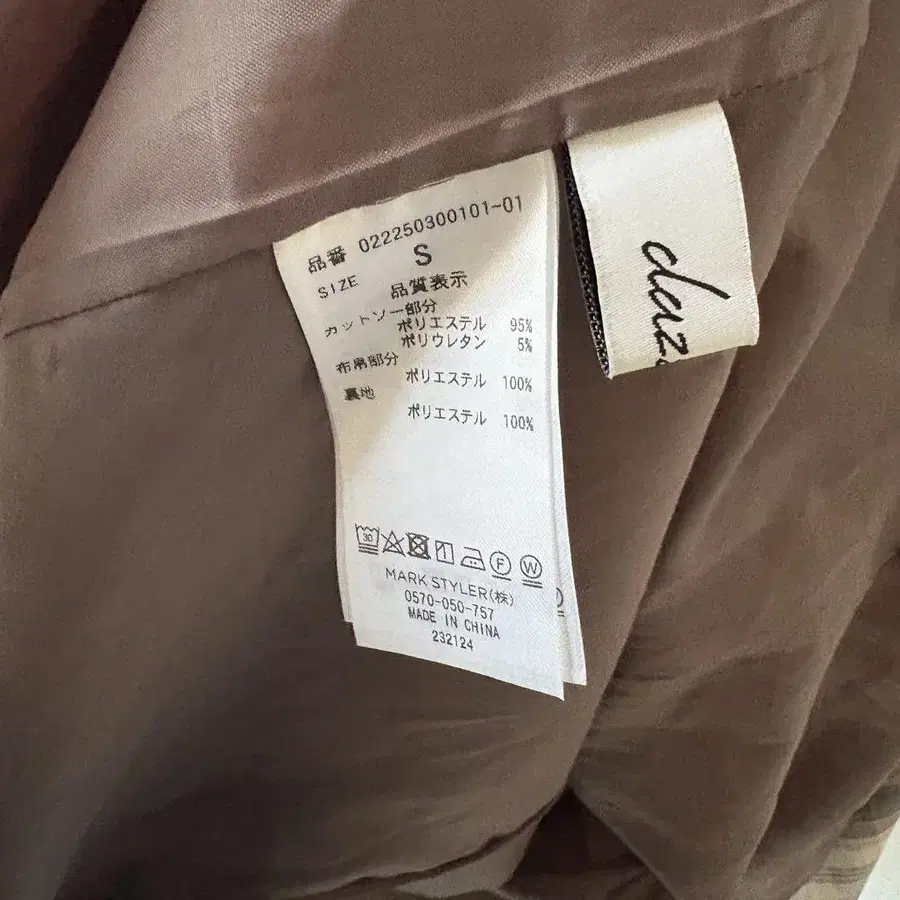 品番 022250300101-01
SIZE S
品質表示
カットソー部分
ポリエステル 95%
ポリウレタン 5%
布帛部分
ポリエステル 100%
裏地
ポリエステル 100%
30 F W
MARK STYLER(株)
0570-050-757
MADE IN CHINA
232124
daz